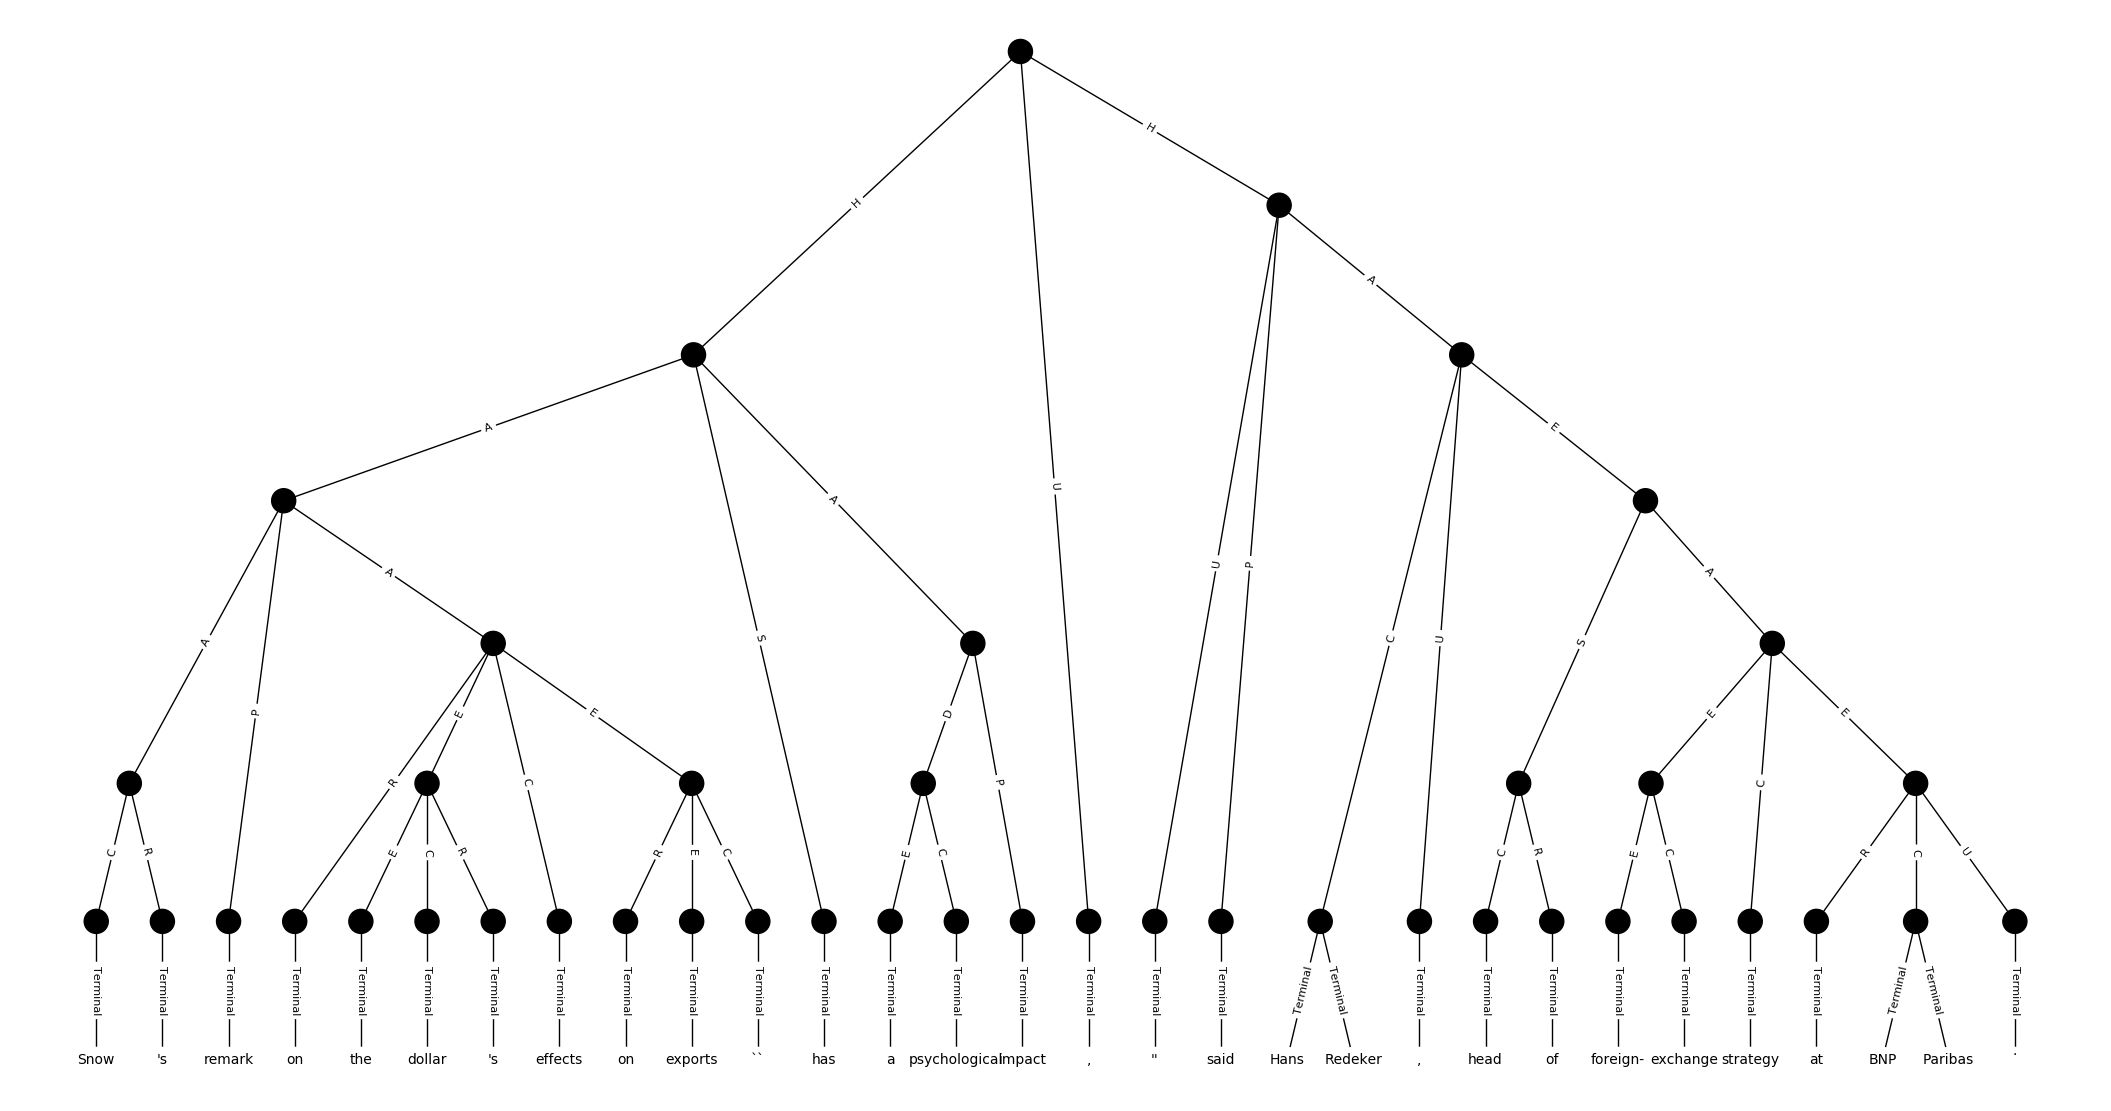 H
H
A
A
E
A
U
A
S
A
A
U
P
P
S
C
U
E
D
E
E
E
R
C
P
C
C
R
E
C
R
R
E
C
E
C
C
R
E
C
R
C
U
Terminal Terminal Terminal Terminal Terminal Terminal Terminal Terminal Terminal Terminal Terminal Terminal Terminal Terminal Terminal Terminal Terminal Terminal Terminal Terminal Terminal Terminal Terminal Terminal Terminal Terminal Terminal Terminal Terminal Terminal
Snow 's remark on the dollar 's effects on exports `` has a psychological impact , " said Hans Redeker , head of foreign- exchange strategy at BNP Paribas .